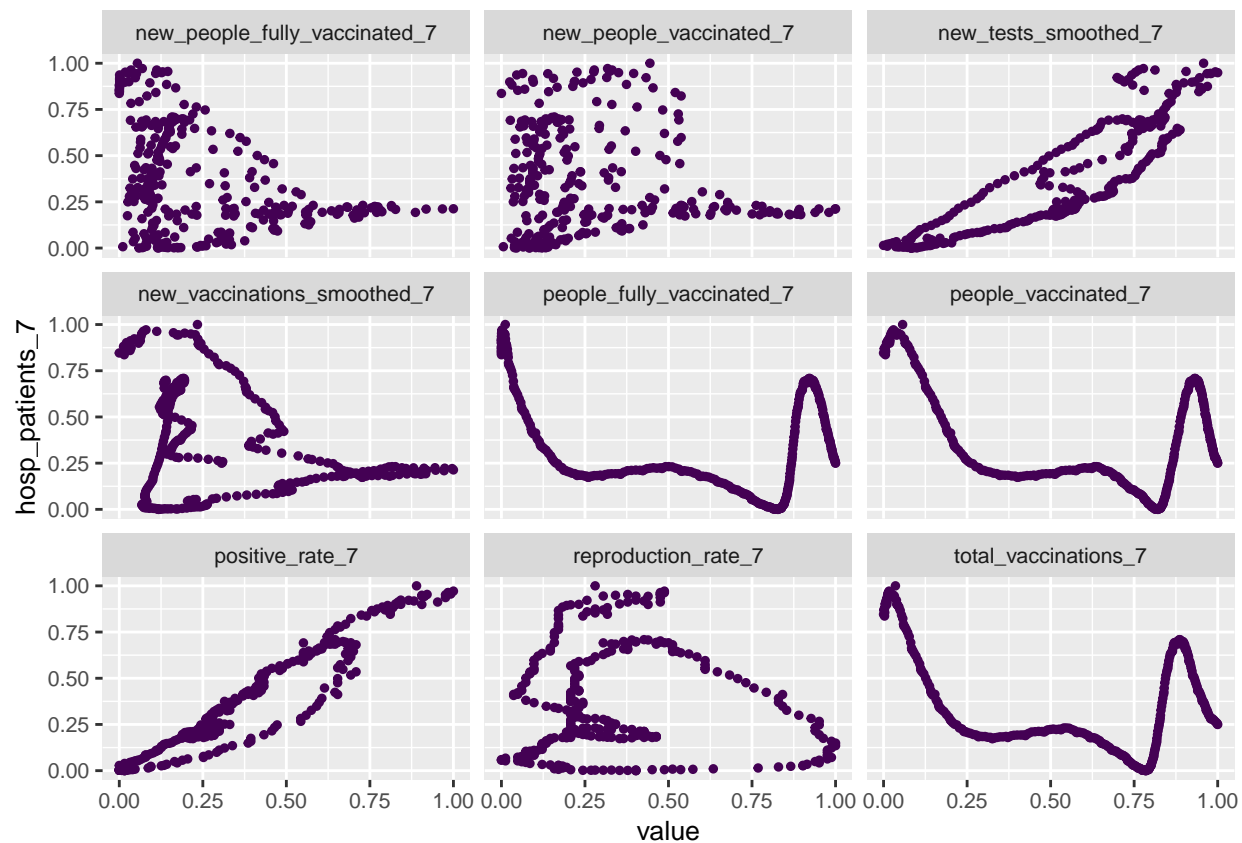 new_people_fully_vaccinated_7 new_people_vaccinated_7 new_tests_smoothed_7
1.00
0.75
0.50
0.25
0.00
new_vaccinations_smoothed_7 people_fully_vaccinated_7 people_vaccinated_7
hosp_patients_7
1.00
0.75
0.50
0.25
0.00
positive_rate_7 reproduction_rate_7 total_vaccinations_7
1.00
0.75
0.50
0.25
0.00
0.00 0.25 0.50 0.75 1.00 0.00 0.25 0.50 0.75 1.00 0.00 0.25 0.50 0.75 1.00
value